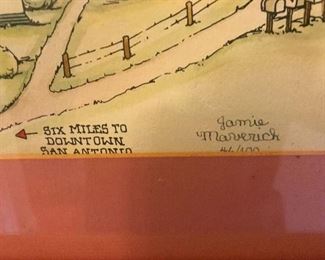 SIX MILES TO
DOWNTOWN
SAN ANTONIO
Jamie
Maverick